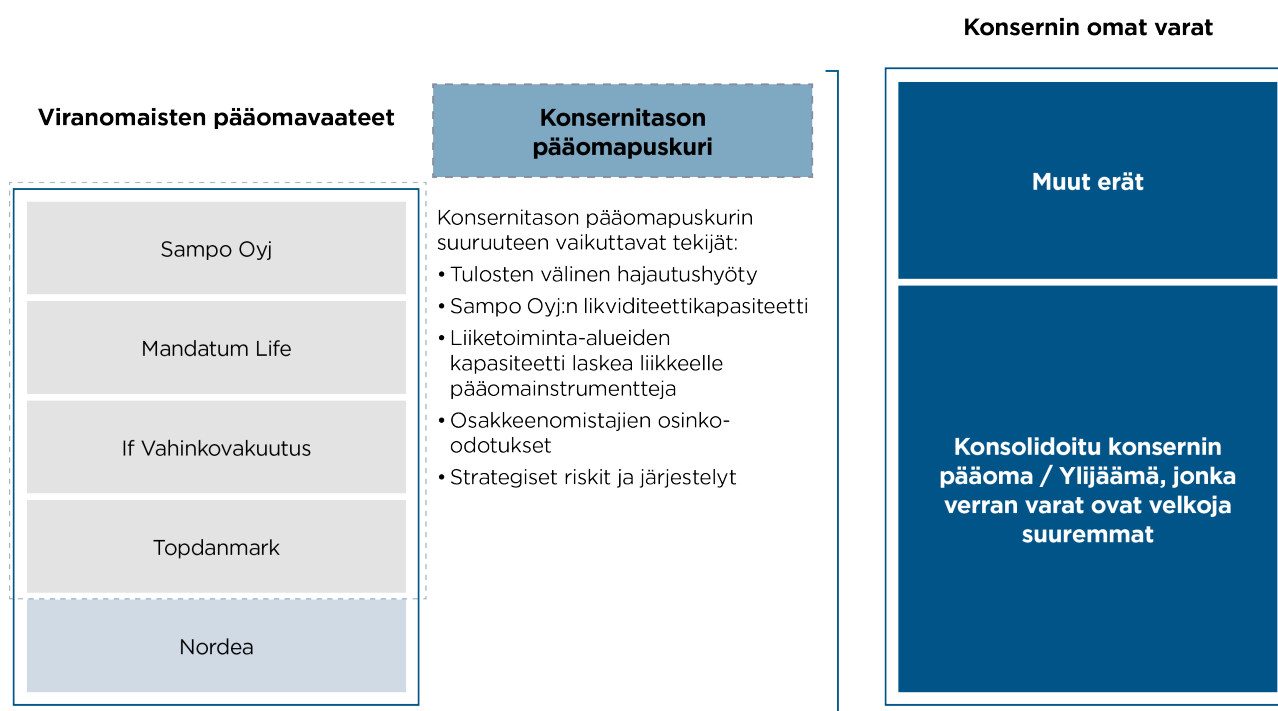 Konsernin omat varat
Viranomaisten pääomavaateet
Konsernitason
pääomapuskuri
Muut erät
Sampo Oyj
Mandatum Life
If Vahinkovakuutus
Topdanmark
Nordea
Konsernitason pääomapuskurin
suuruuteen vaikuttavat tekijät:
• Tulosten välinen hajautushyöty
• Sampo Oyj:n likviditeettikapasiteetti
• Liiketoiminta-alueiden
kapasiteetti laskea liikkeelle
pääomainstrumentteja
• Osakkeenomistajien osinko-
odotukset
• Strategiset riskit ja järjestelyt
Konsolidoitu konsernin
pääoma / Ylijäämä, jonka
verran varat ovat velkoja
suuremmat